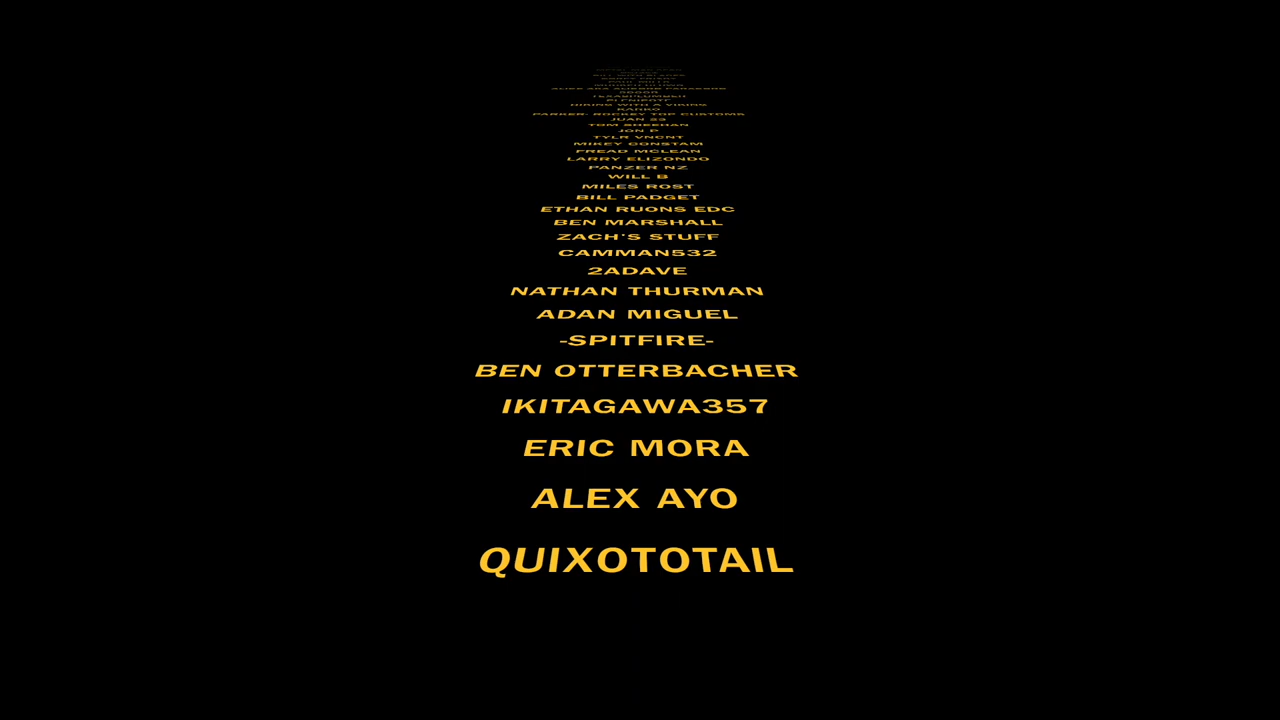 PARKER- ROCKEY TOP CUSTOMS
JUAN 23
TOM SHEEHAN
JON P
TYLR VNCNT
MIKEY CONSTAM
FREAD MCLEAN
LARRY ELIZONDO
PANZER NZ
WILL B
MILES ROST
BILL PADGET
ETHAN RUONS EDC
BEN MARSHALL
ZACH'S STUFF
CAMMAN532
2ADAVE
NATHAN THURMAN
ADAN MIGUEL
-SPITFIRE-
BEN OTTERBACHER
IKITAGAWA357
ERIC MORA
ALEX AYO
QUIXOTOTAIL